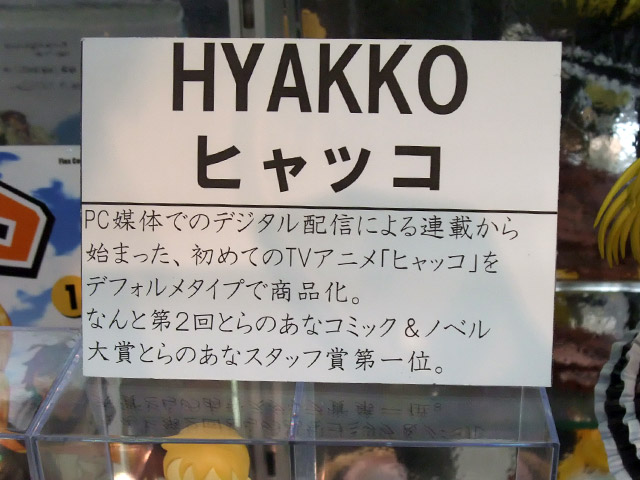 HYAKKO
ヒャッコ
PC媒体でのデジタル配信による連載から
始まった、初めてのTVアニメ「ヒャッコ」を
デフォルメタイプで商品化。
なんと第2回とらのあなコミック&ノベル
大賞とらのあなスタッフ賞第一位。
1